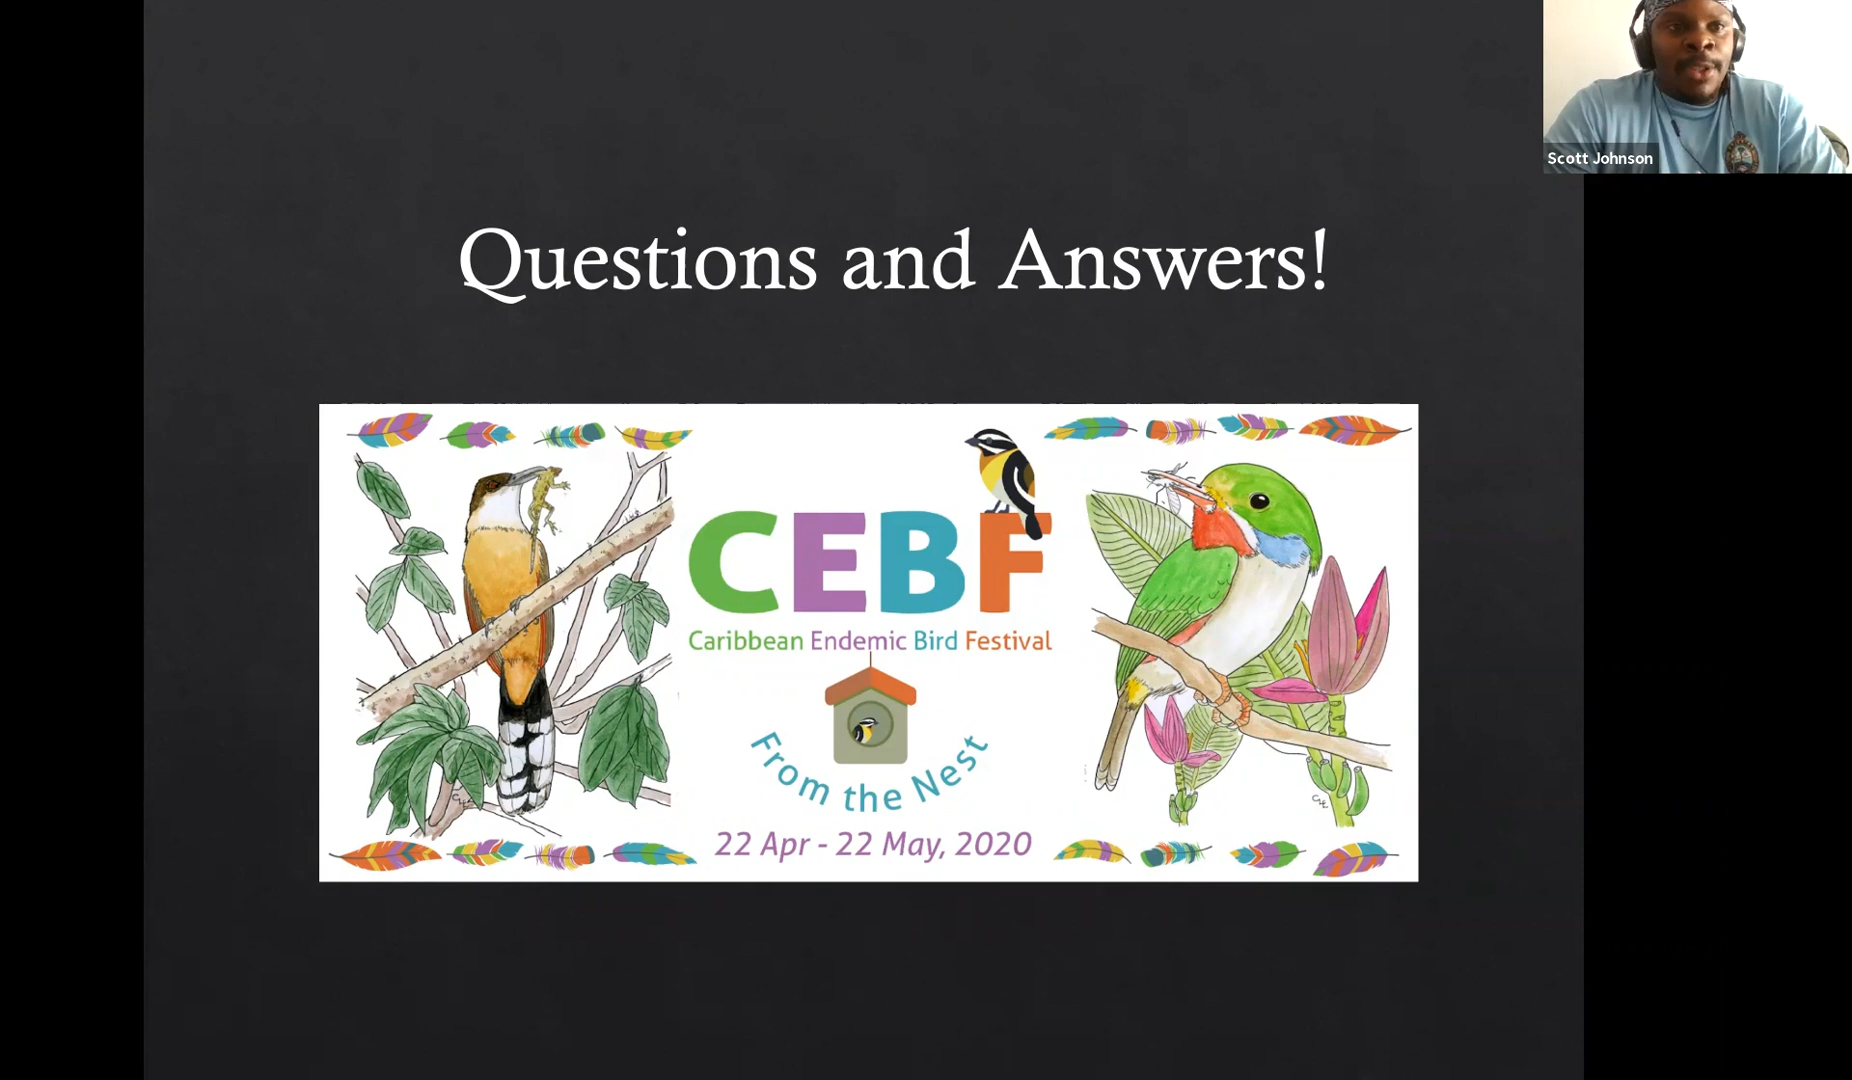 Scott Johnson
Questions and Answers!
CEBF
Caribbean Endemic Bird Festival
From the Nest
22 Apr - 22 May, 2020